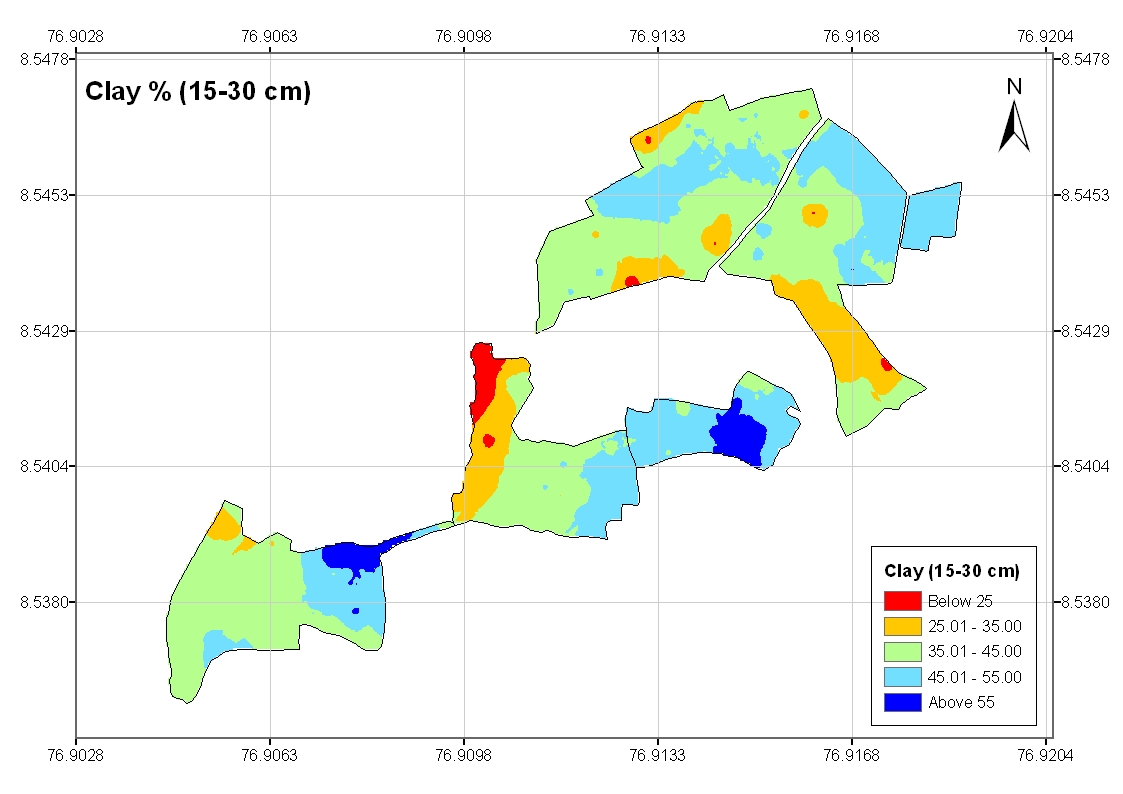 76.9028 76.9063 76.9098 76.9133 76.9168 76.9204
8.5478 8.5478
Clay % (15-30 cm)
N
8.5453 8.5453
8.5429 8.5429
8.5404 8.5404
Clay (15-30 cm)
8.5380 Below 25 8.5380
25.01 - 35.00
35.01 - 45.00
45.01 - 55.00
Above 55
76.9028 76.9063 76.9098 76.9133 76.9168 76.9204